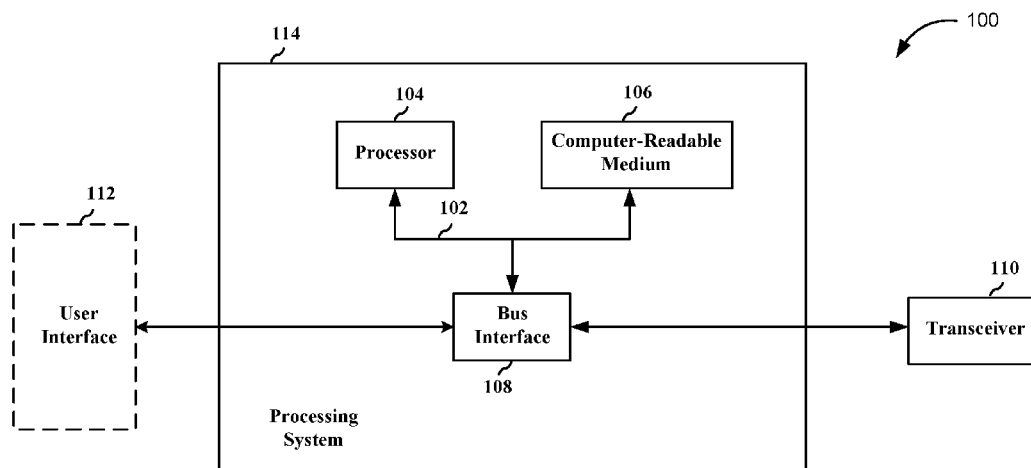 100
114
104
Processor
106
Computer-Readable
Medium
112
User
Interface
102
Bus
Interface
108
110
Transceiver
Processing
System